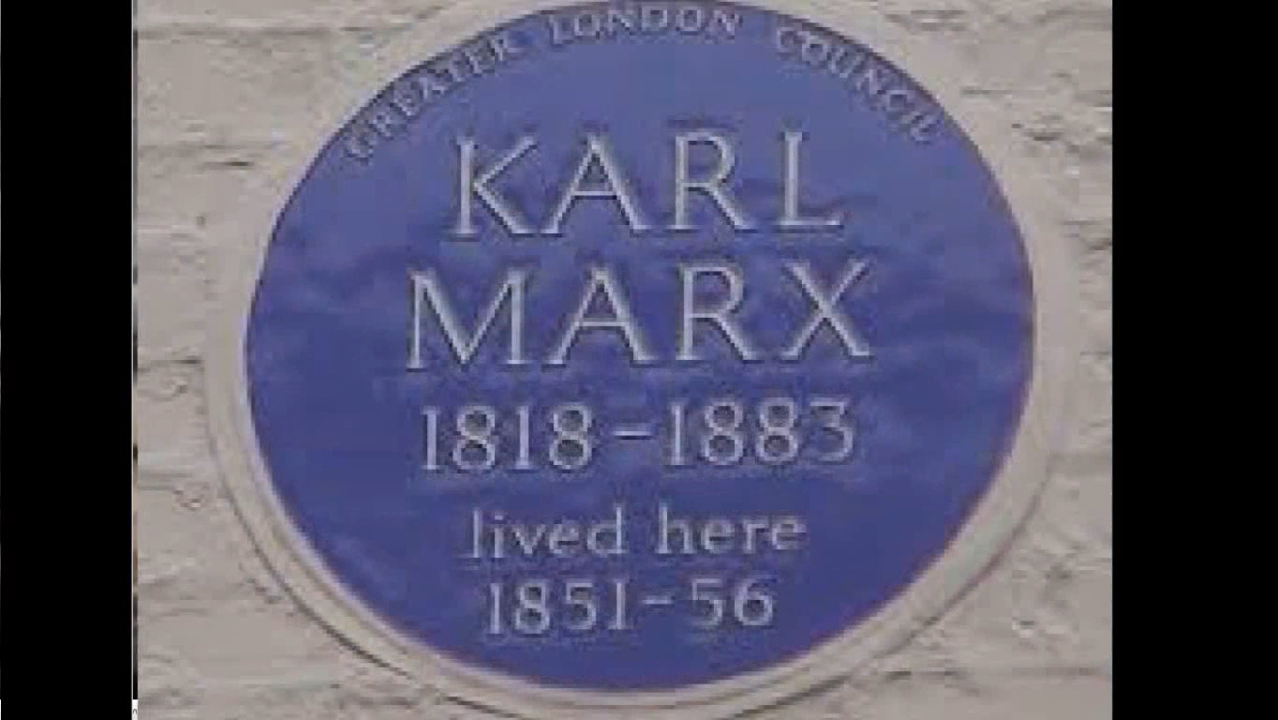 GREATER LONDON COUNCIL
KARL
MARX
1818-1883
lived here
1851-56